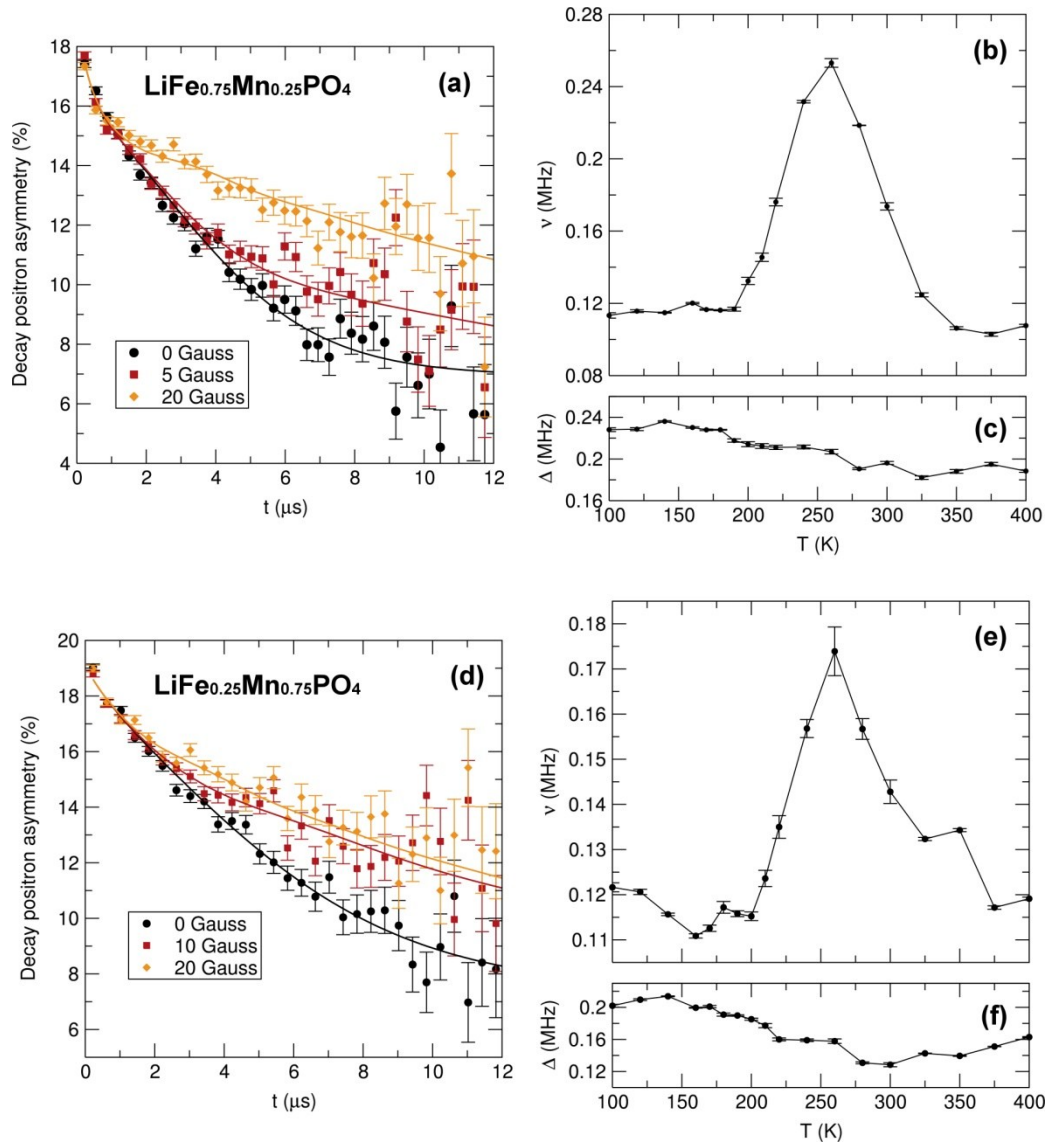 (a)
LiFe0.75Mn0.25PO4
18
16
14
12
10
8
6
4
Decay positron asymmetry (%)
0 Gauss
5 Gauss
20 Gauss
0 2 4 6 8 10 12
t (μs)
(b)
0.28
0.24
0.2
0.16
0.12
0.08
ν (MHz)
(c)
0.24
0.2
0.16
Δ (MHz)
100 150 200 250 300 350 400
T (K)
(d)
LiFe0.25Mn0.75PO4
20
18
16
14
12
10
8
6
Decay positron asymmetry (%)
0 Gauss
10 Gauss
20 Gauss
0 2 4 6 8 10 12
t (μs)
(e)
0.18
0.17
0.16
0.15
0.14
0.13
0.12
0.11
ν (MHz)
(f)
0.2
0.16
0.12
Δ (MHz)
100 150 200 250 300 350 400
T (K)